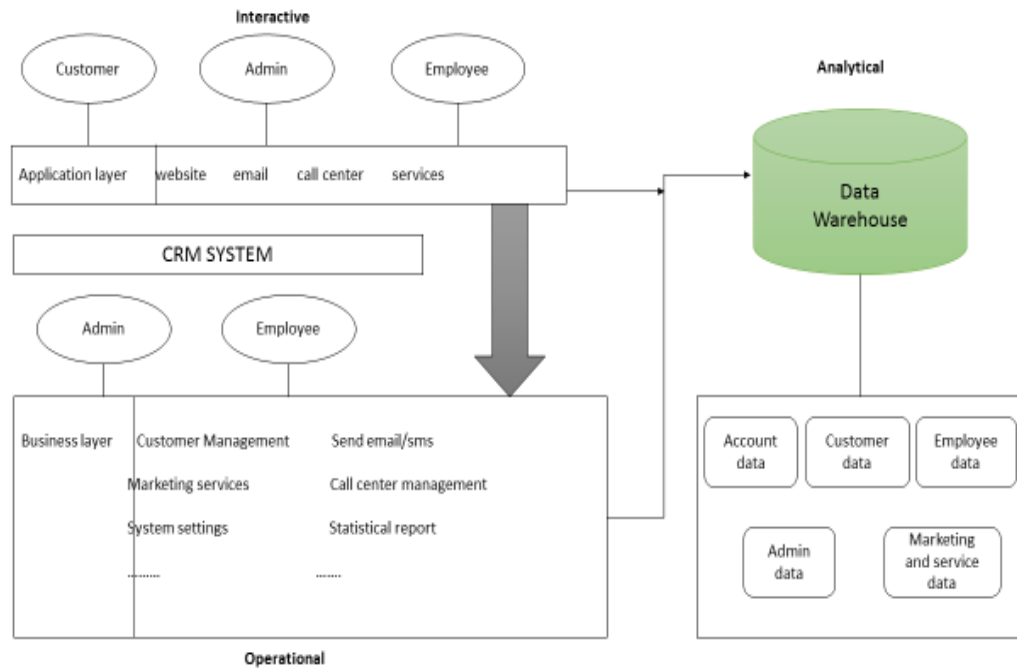 Interactive
Customer
Admin
Employee
Analytical
Application layer website email call center services
Data
Warehouse
CRM SYSTEM
Admin
Employee
Business layer Customer Management Send email/sms
Marketing services Call center management
System settings Statistical report
......... .......
Account
data
Customer
data
Employee
data
Admin
data
Marketing
and service
data
Operational